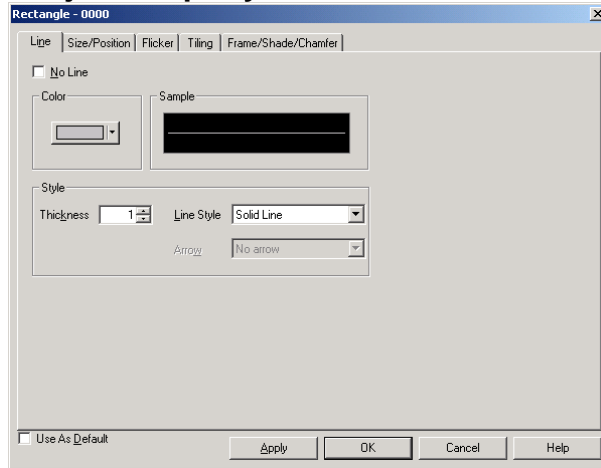 Rectangle - 0000
Line Size/Position Flicker Tiling Frame/Shade/Chamfer
No Line
Color Sample
Style
Thickness 1 Line Style Solid Line
Arrow No arrow
Use As Default Apply OK Cancel Help